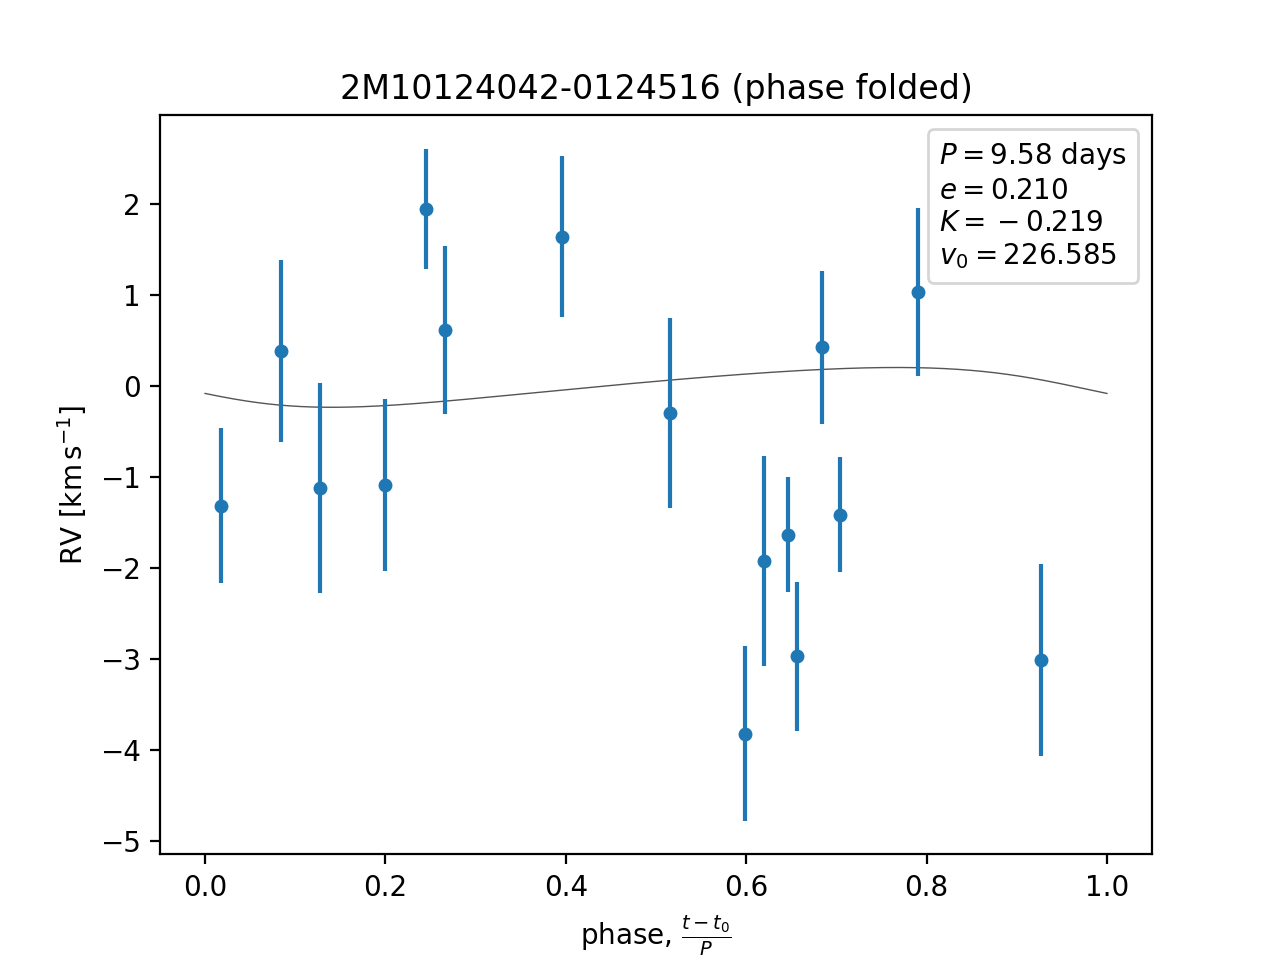 2M10124042-0124516 (phase folded)
P = 9.58 days
e = 0.210
K = −0.219
v₀ = 226.585
RV [km s⁻¹]
2
1
0
−1
−2
−3
−4
−5
0.0 0.2 0.4 0.6 0.8 1.0
phase, (t − t₀)/P